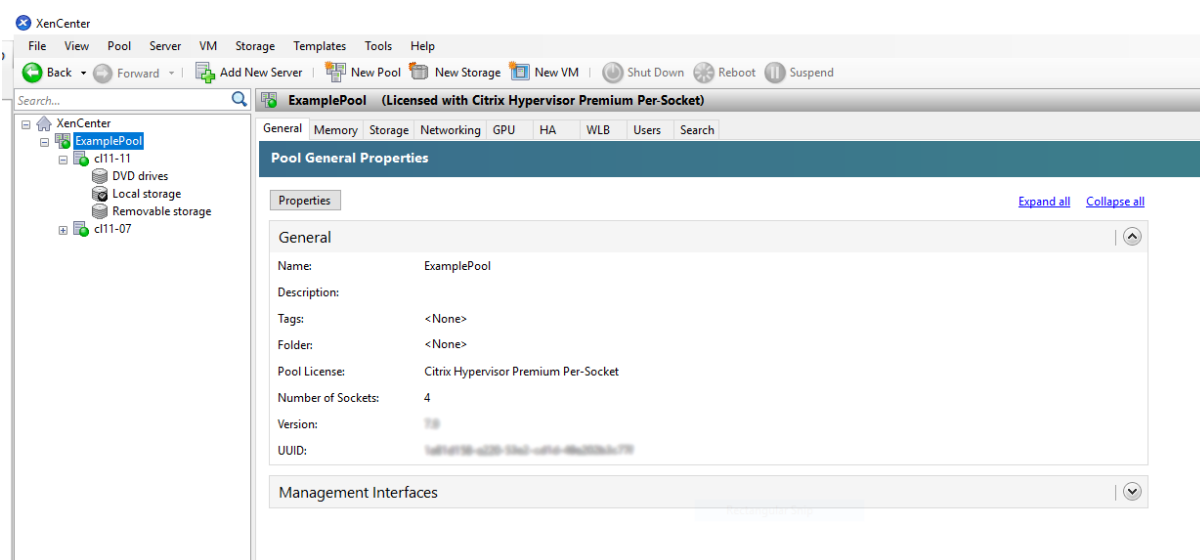 XenCenter
File View Pool Server VM Storage Templates Tools Help
Back Forward Add New Server New Pool New Storage New VM Shut Down Reboot Suspend
Search...
ExamplePool (Licensed with Citrix Hypervisor Premium Per-Socket)
XenCenter
ExamplePool
cl11-11
DVD drives
Local storage
Removable storage
cl11-07
General Memory Storage Networking GPU HA WLB Users Search
Pool General Properties
Properties
Expand all Collapse all
General
Name: ExamplePool
Description:
Tags: <None>
Folder: <None>
Pool License: Citrix Hypervisor Premium Per-Socket
Number of Sockets: 4
Version:
UUID:
Management Interfaces